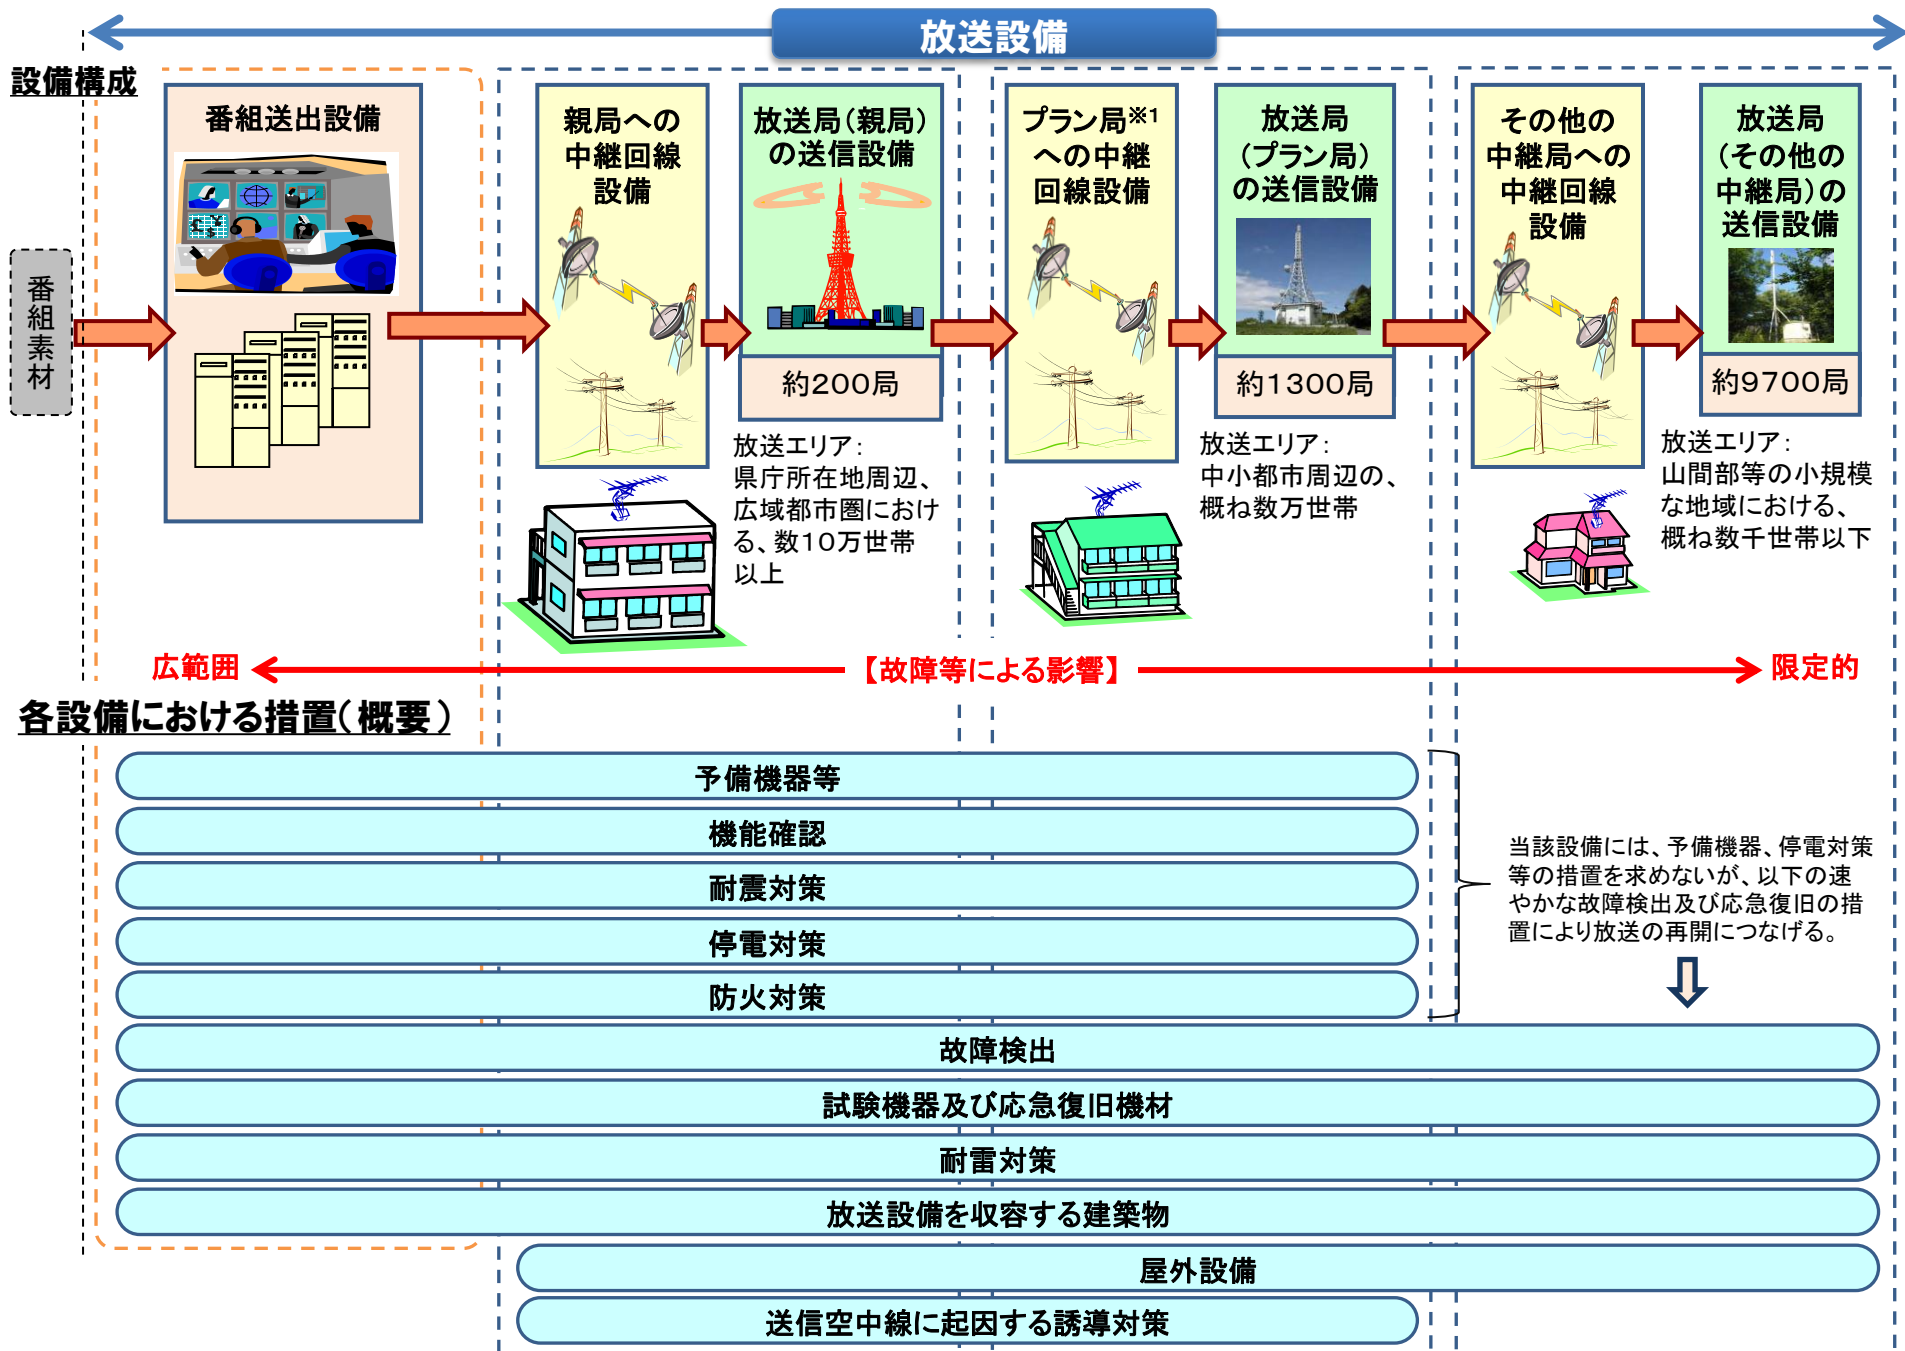 放送設備
設備構成
番組素材
番組送出設備
親局への
中継回線
設備
放送局(親局)
の送信設備
約200局
放送エリア:
県庁所在地周辺、
広域都市圏におけ
る、数10万世帯
以上
プラン局※1
への中継
回線設備
放送局
(プラン局)
の送信設備
約1300局
放送エリア:
中小都市周辺の、
概ね数万世帯
その他の
中継局への
中継回線
設備
放送局
(その他の
中継局)の
送信設備
約9700局
放送エリア:
山間部等の小規模
な地域における、
概ね数千世帯以下
広範囲
【故障等による影響】
限定的
各設備における措置(概要)
予備機器等
機能確認
耐震対策
停電対策
防火対策
当該設備には、予備機器、停電対策
等の措置を求めないが、以下の速
やかな故障検出及び応急復旧の措
置により放送の再開につなげる。
故障検出
試験機器及び応急復旧機材
耐雷対策
放送設備を収容する建築物
屋外設備
送信空中線に起因する誘導対策